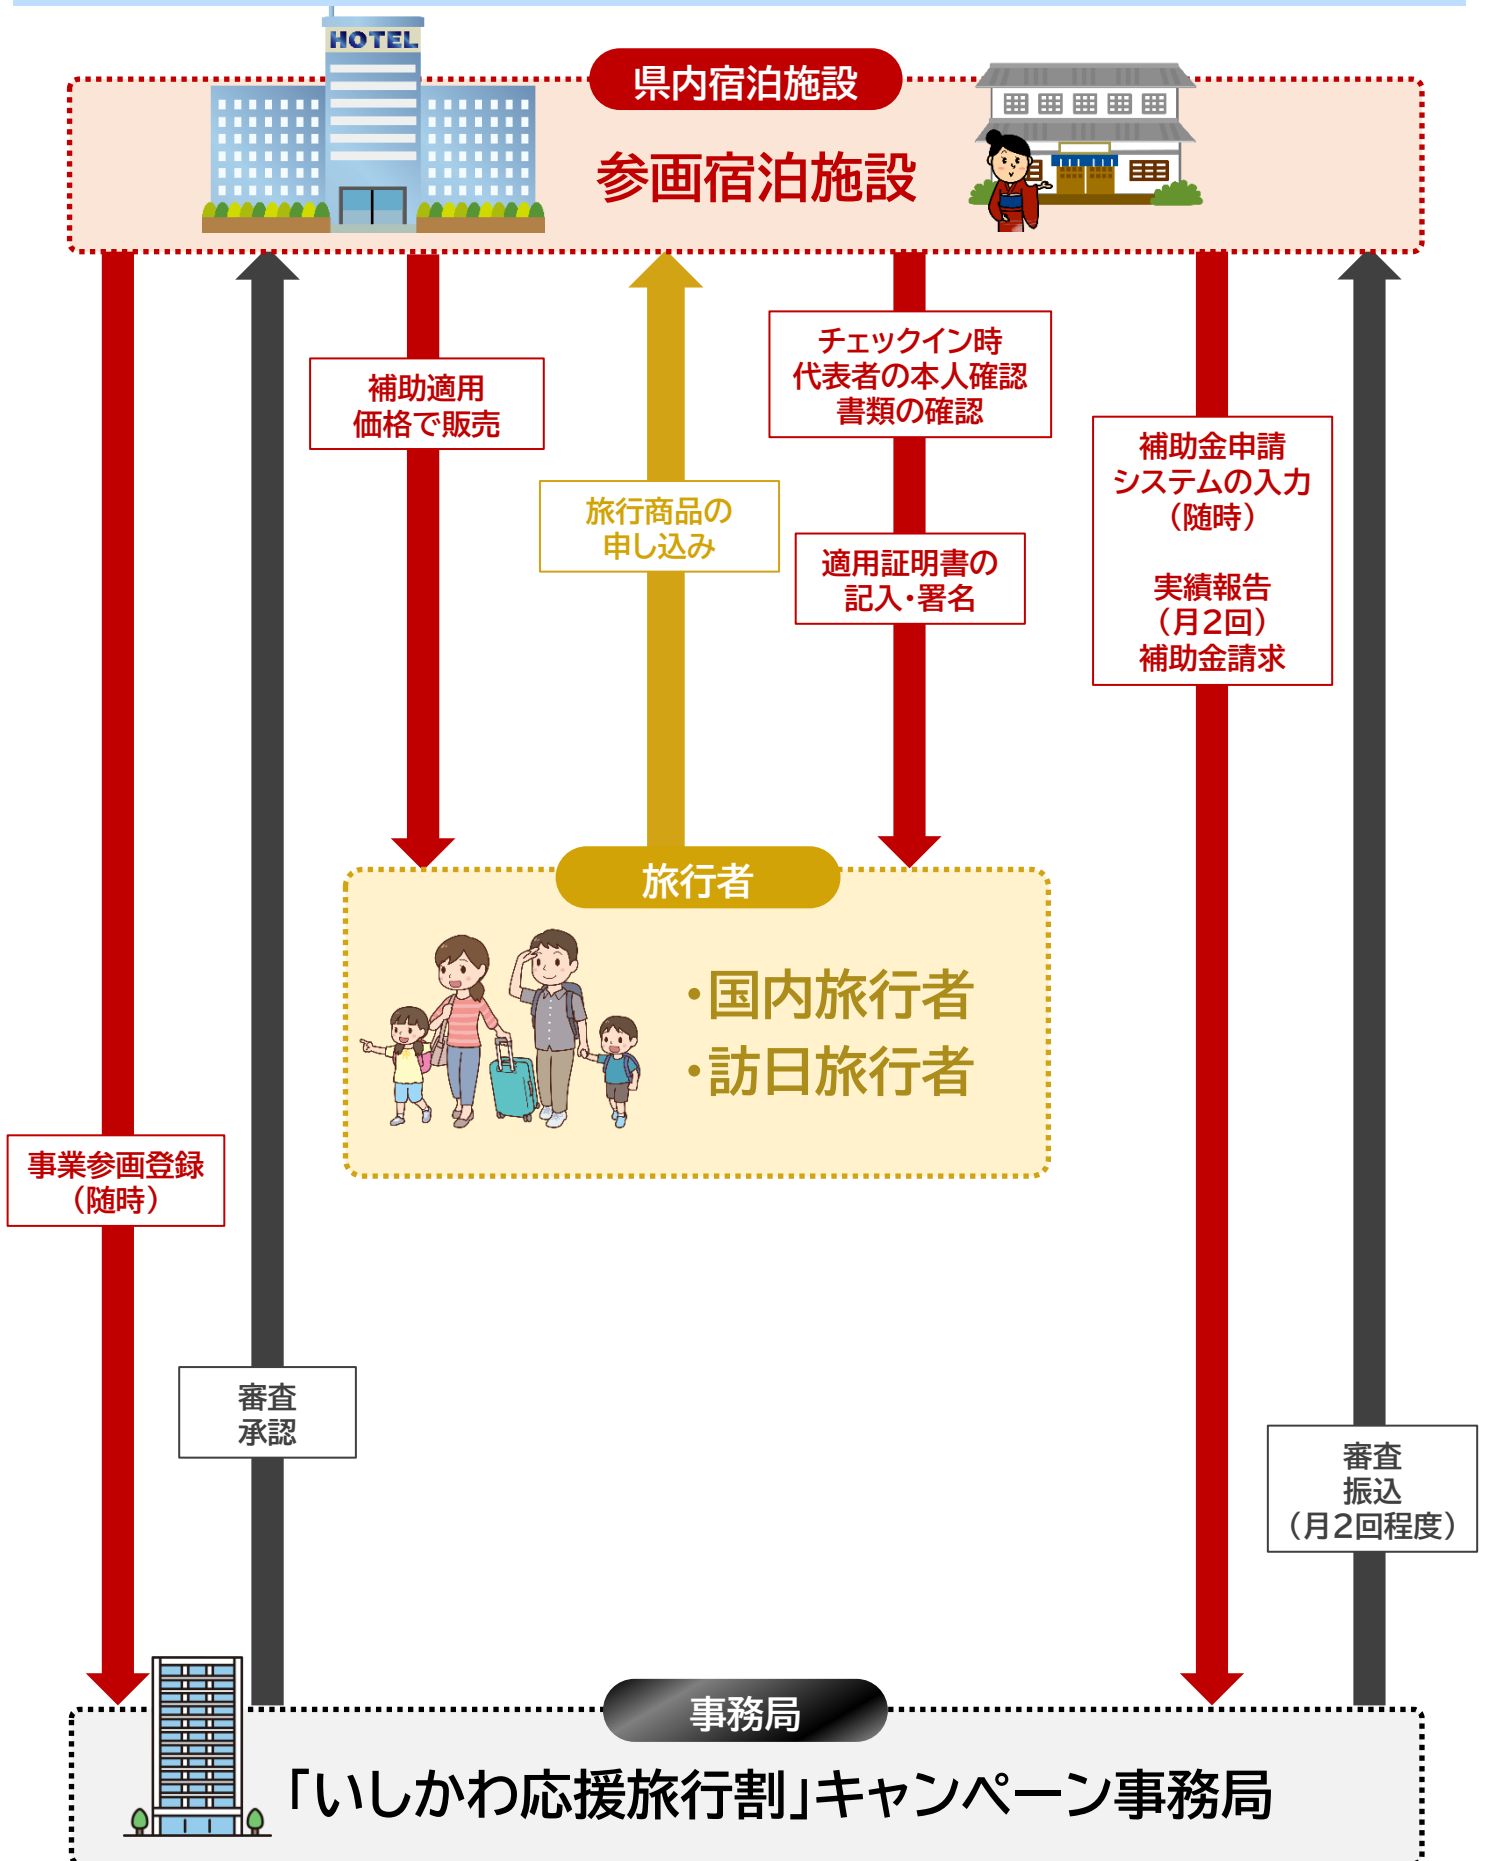 HOTEL
県内宿泊施設
参画宿泊施設
補助適用
価格で販売
旅行商品の
申し込み
チェックイン時
代表者の本人確認
書類の確認
適用証明書の
記入・署名
補助金申請
システムの入力
（随時）
実績報告
（月2回）
補助金請求
旅行者
・国内旅行者
・訪日旅行者
事業参画登録
（随時）
審査
承認
審査
振込
（月2回程度）
事務局
「いしかわ応援旅行割」キャンペーン事務局